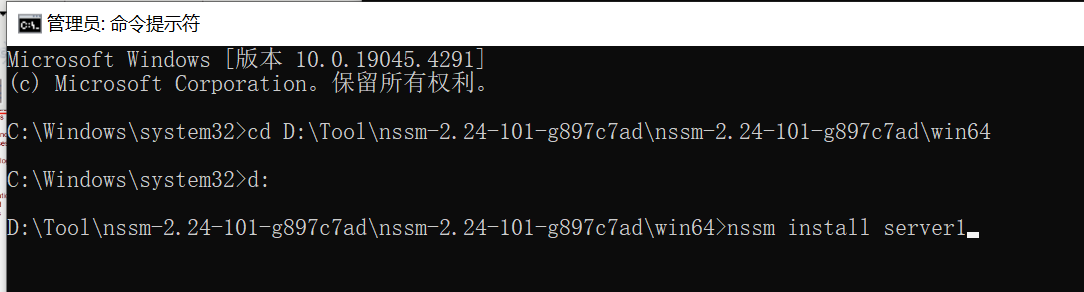 管理员: 命令提示符
Microsoft Windows [版本 10.0.19045.4291]
(c) Microsoft Corporation。保留所有权利。
C:\Windows\system32>cd D:\Tool\nssm-2.24-101-g897c7ad\nssm-2.24-101-g897c7ad\win64
C:\Windows\system32>d:
D:\Tool\nssm-2.24-101-g897c7ad\nssm-2.24-101-g897c7ad\win64>nssm install server1